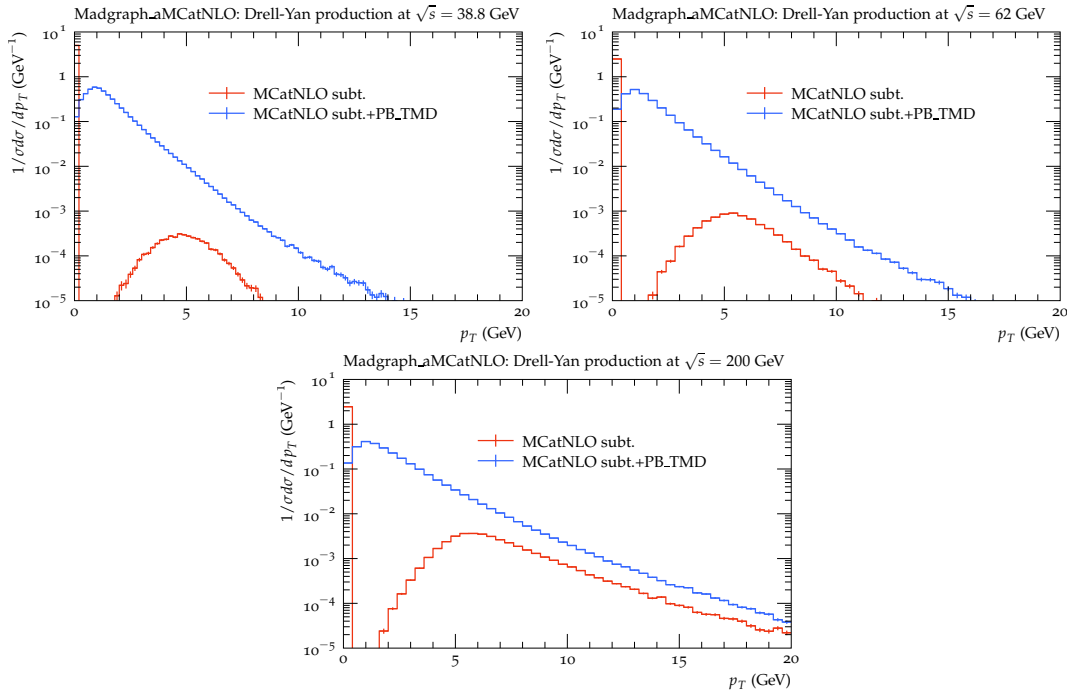 Madgraph_aMCatNLO: Drell-Yan production at √s = 38.8 GeV
1/σdσ/dp_T (GeV⁻¹)
10¹
1
10⁻¹
10⁻²
10⁻³
10⁻⁴
10⁻⁵
MCatNLO subt.
MCatNLO subt.+PB_TMD
0 5 10 15 20
p_T (GeV)
Madgraph_aMCatNLO: Drell-Yan production at √s = 62 GeV
1/σdσ/dp_T (GeV⁻¹)
10¹
1
10⁻¹
10⁻²
10⁻³
10⁻⁴
10⁻⁵
MCatNLO subt.
MCatNLO subt.+PB_TMD
0 5 10 15 20
p_T (GeV)
Madgraph_aMCatNLO: Drell-Yan production at √s = 200 GeV
1/σdσ/dp_T (GeV⁻¹)
10¹
1
10⁻¹
10⁻²
10⁻³
10⁻⁴
10⁻⁵
MCatNLO subt.
MCatNLO subt.+PB_TMD
0 5 10 15 20
p_T (GeV)